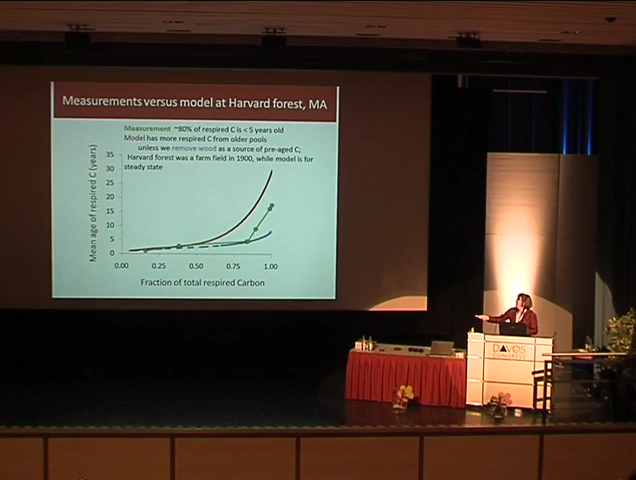 Measurements versus model at Harvard forest, MA
Measurement ~80% of respired C is < 5 years old
Model has more respired C from older pools
unless we remove wood as a source of pre-aged C;
Harvard forest was a farm field in 1900, while model is for
steady state
Mean age of respired C (years)
35
30
25
20
15
10
5
0
0.00 0.25 0.50 0.75 1.00
Fraction of total respired Carbon
DAVOS
CONGRESS